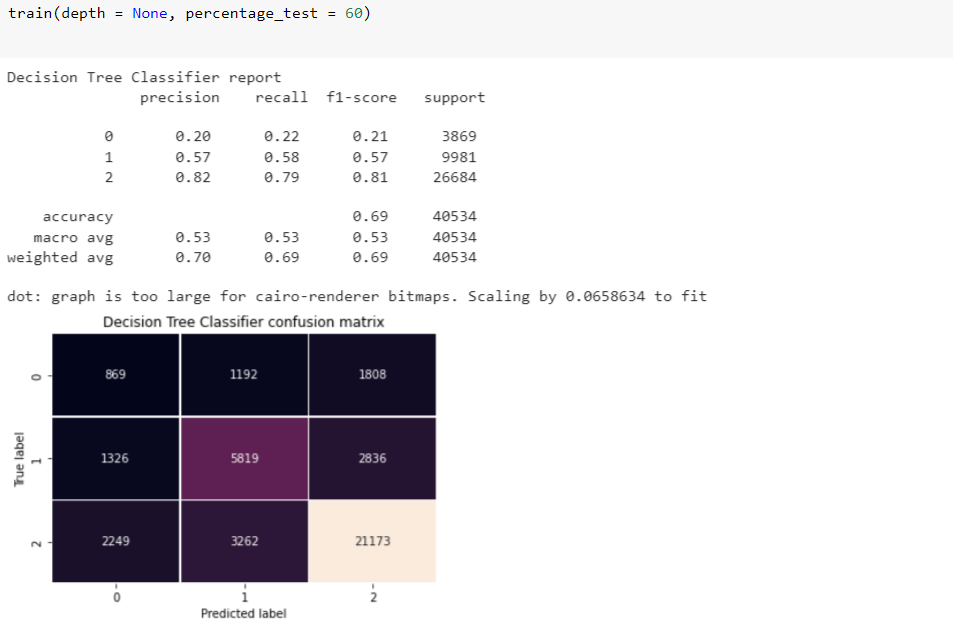 train(depth = None, percentage_test = 60)
Decision Tree Classifier report
precision recall f1-score support
0 0.20 0.22 0.21 3869
1 0.57 0.58 0.57 9981
2 0.82 0.79 0.81 26684
accuracy 0.69 40534
macro avg 0.53 0.53 0.53 40534
weighted avg 0.70 0.69 0.69 40534
dot: graph is too large for cairo-renderer bitmaps. Scaling by 0.0658634 to fit
Decision Tree Classifier confusion matrix
True label
0 869 1192 1808
1 1326 5819 2836
2 2249 3262 21173
0 1 2
Predicted label